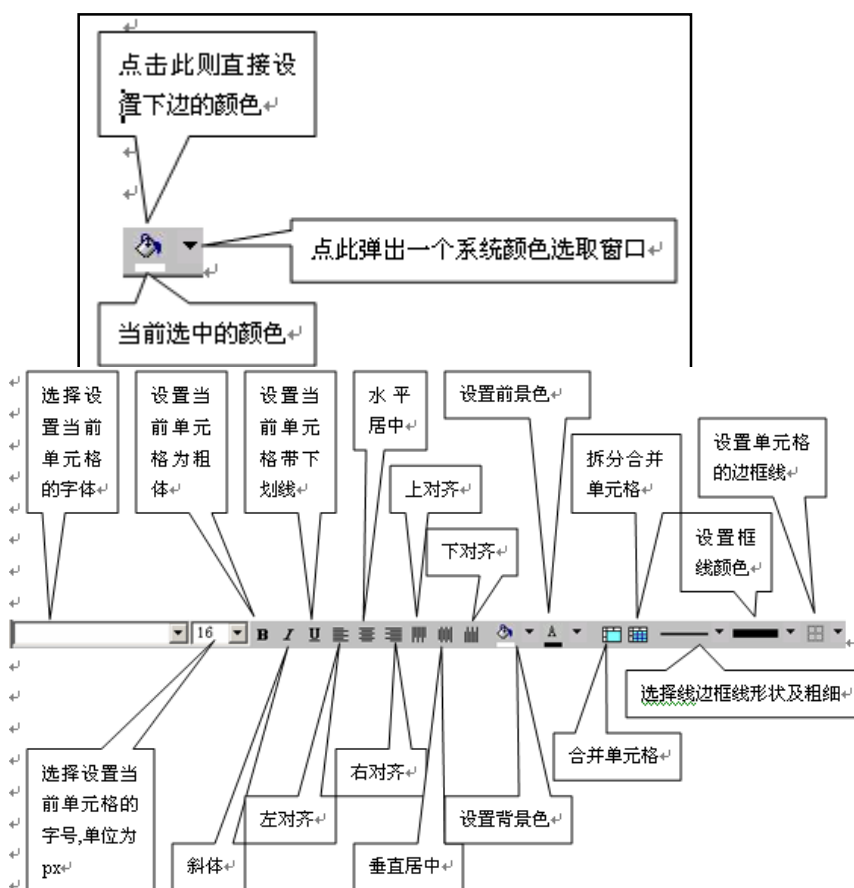 点击此则直接设
置下边的颜色
点此弹出一个系统颜色选取窗口
当前选中的颜色
选择设
置当前
单元格
的字体
设置当
前单元
格为粗
体
设置当
前单元
格带下
划线
水平
居中
设置前景色
上对齐
下对齐
拆分合并
单元格
设置单元格
的边框线
设置框
线颜色
16 B I U A
选择线边框线形状及粗细
合并单元格
选择设置当
前单元格的
字号,单位为
px
斜体
左对齐
右对齐
垂直居中
设置背景色